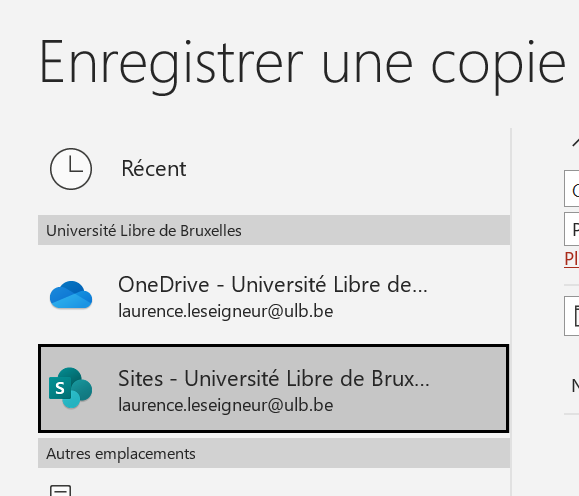 Enregistrer une copie
Récent
Université Libre de Bruxelles
OneDrive - Université Libre de...
laurence.leseigneur@ulb.be
S
Sites - Université Libre de Brux...
laurence.leseigneur@ulb.be
Autres emplacements
P
Pl
N